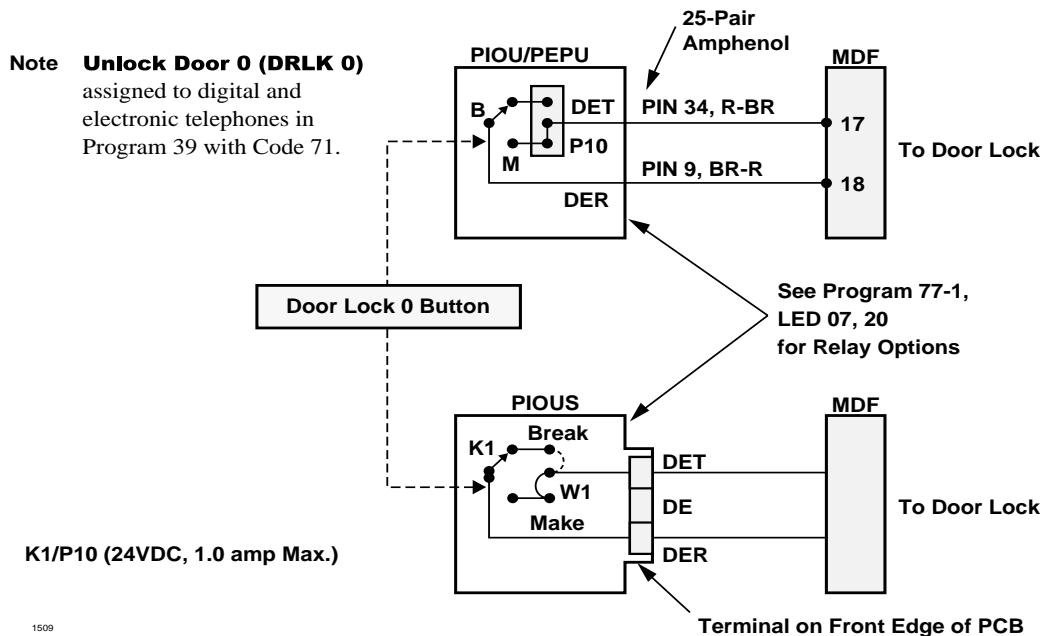 25-Pair
Amphenol
Note Unlock Door 0 (DRLK 0)
assigned to digital and
electronic telephones in
Program 39 with Code 71.
PIOU/PEPU
MDF
B
DET
PIN 34, R-BR
17
P10
M
To Door Lock
PIN 9, BR-R
18
DER
Door Lock 0 Button
See Program 77-1,
LED 07, 20
for Relay Options
PIOUS
MDF
K1
Break
DET
W1
DE
To Door Lock
Make
DER
K1/P10 (24VDC, 1.0 amp Max.)
1509
Terminal on Front Edge of PCB